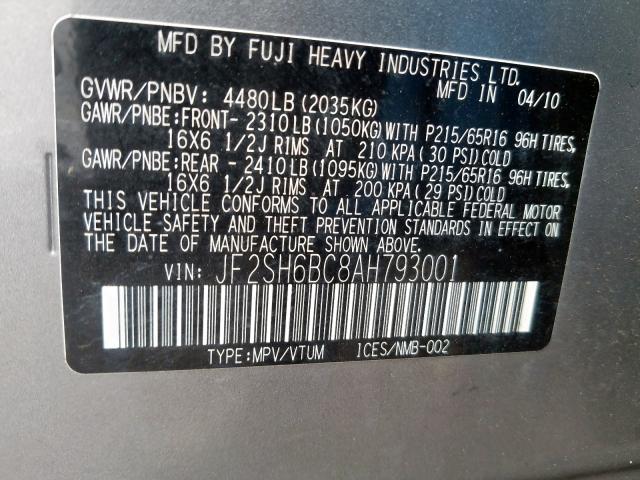 MFD BY FUJI HEAVY INDUSTRIES LTD.
MFD IN 04/10
GVWR/PNBV: 4480LB(2035KG)
GAWR/PNBE:FRONT-2310LB(1050KG)WITH P215/65R16 96H TIRES,
16X6 1/2J RIMS AT 210 KPA(30 PSI)COLD
GAWR/PNBE:REAR -2410LB(1095KG)WITH P215/65R16 96H TIRES,
16X6 1/2J RIMS AT 200 KPA(29 PSI)COLD
THIS VEHICLE CONFORMS TO ALL APPLICABLE FEDERAL MOTOR
VEHICLE SAFETY AND THEFT PREVENTION STANDARDS IN EFFECT ON
THE DATE OF MANUFACTURE SHOWN ABOVE.
VIN: JF2SH6BC8AH793001
TYPE:MPV/VTUM ICES/NMB-002